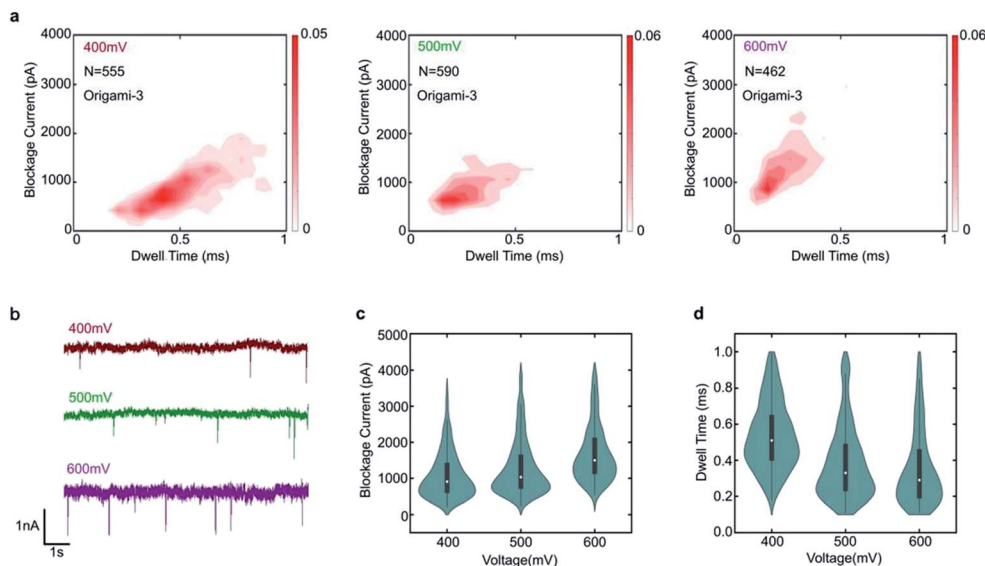 a
4000
3000
2000
1000
0
Blockage Current (pA)
400mV
N=555
Origami-3
0 0.5 1
Dwell Time (ms)
0.05
0
4000
3000
2000
1000
0
Blockage Current (pA)
500mV
N=590
Origami-3
0 0.5 1
Dwell Time (ms)
0.06
0
4000
3000
2000
1000
0
Blockage Current (pA)
600mV
N=462
Origami-3
0 0.5 1
Dwell Time (ms)
0.06
0
b
400mV
500mV
600mV
1nA
1s
c
5000
4000
3000
2000
1000
0
Blockage Current (pA)
400 500 600
Voltage(mV)
d
1.0
0.8
0.6
0.4
0.2
Dwell Time (ms)
400 500 600
Voltage(mV)